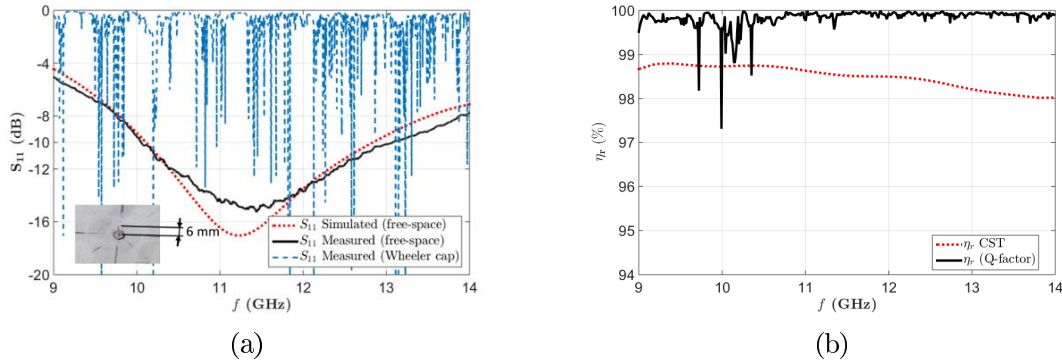 0
-4
-8
-12
-16
-20
S₁₁ (dB)
6 mm
S₁₁ Simulated (free-space)
S₁₁ Measured (free-space)
S₁₁ Measured (Wheeler cap)
9 10 11 12 13 14
f (GHz)
(a)
100
99
98
97
96
95
94
ηr (%)
ηr CST
ηr (Q-factor)
9 10 11 12 13 14
f (GHz)
(b)